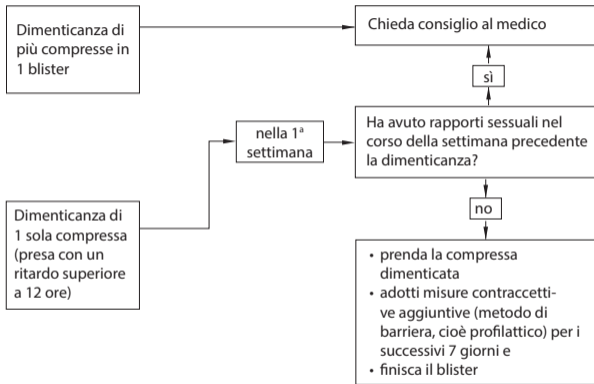 Dimenticanza di
più compresse in
1 blister
Chieda consiglio al medico
sì
nella 1ª
settimana
Ha avuto rapporti sessuali nel
corso della settimana precedente
la dimenticanza?
Dimenticanza di
1 sola compressa
(presa con un
ritardo superiore
a 12 ore)
no
• prenda la compressa
dimenticata
• adotti misure contraccetti-
ve aggiuntive (metodo di
barriera, cioè profilattico) per i
successivi 7 giorni e
• finisca il blister